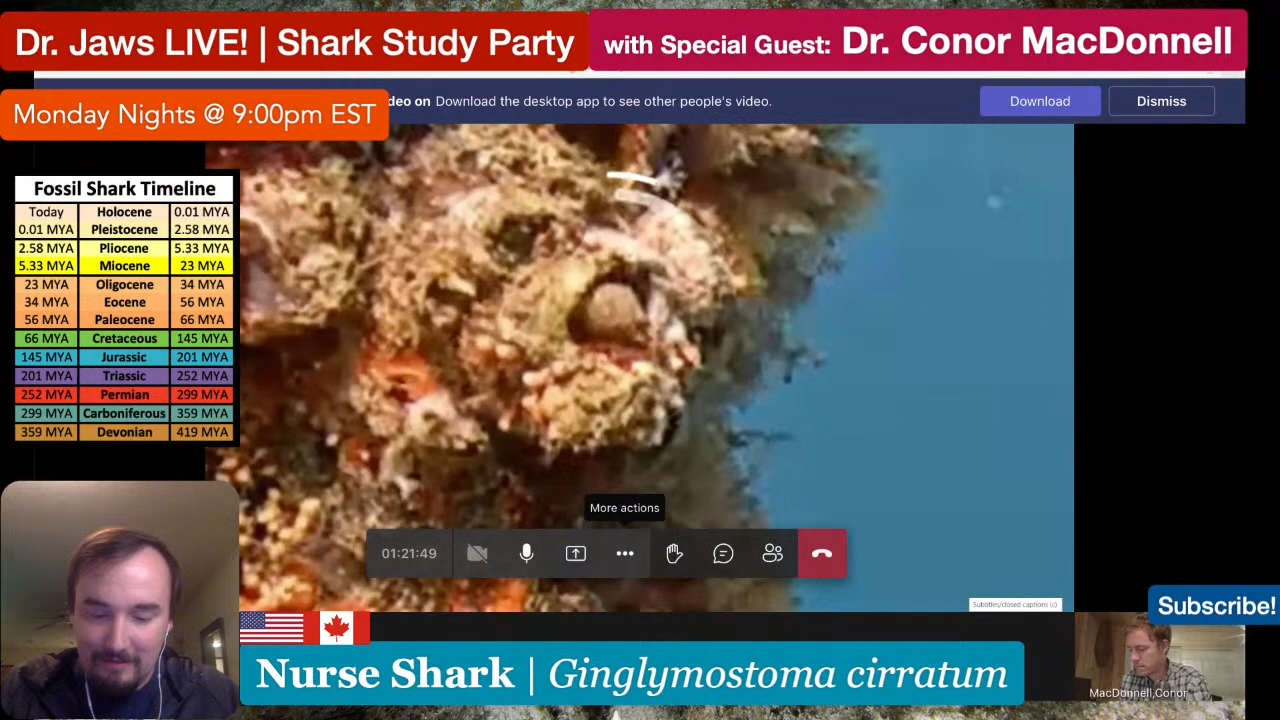 Dr. Jaws LIVE! | Shark Study Party
with Special Guest: Dr. Conor MacDonnell
Monday Nights @ 9:00pm EST
deo on Download the desktop app to see other people's video.
Download
Dismiss
Fossil Shark Timeline
Today Holocene 0.01 MYA
0.01 MYA Pleistocene 2.58 MYA
2.58 MYA Pliocene 5.33 MYA
5.33 MYA Miocene 23 MYA
23 MYA Oligocene 34 MYA
34 MYA Eocene 56 MYA
56 MYA Paleocene 66 MYA
66 MYA Cretaceous 145 MYA
145 MYA Jurassic 201 MYA
201 MYA Triassic 252 MYA
252 MYA Permian 299 MYA
299 MYA Carboniferous 359 MYA
359 MYA Devonian 419 MYA
More actions
01:21:49
Subtitles/closed captions (c)
Subscribe!
Nurse Shark | Ginglymostoma cirratum
MacDonnell,Conor